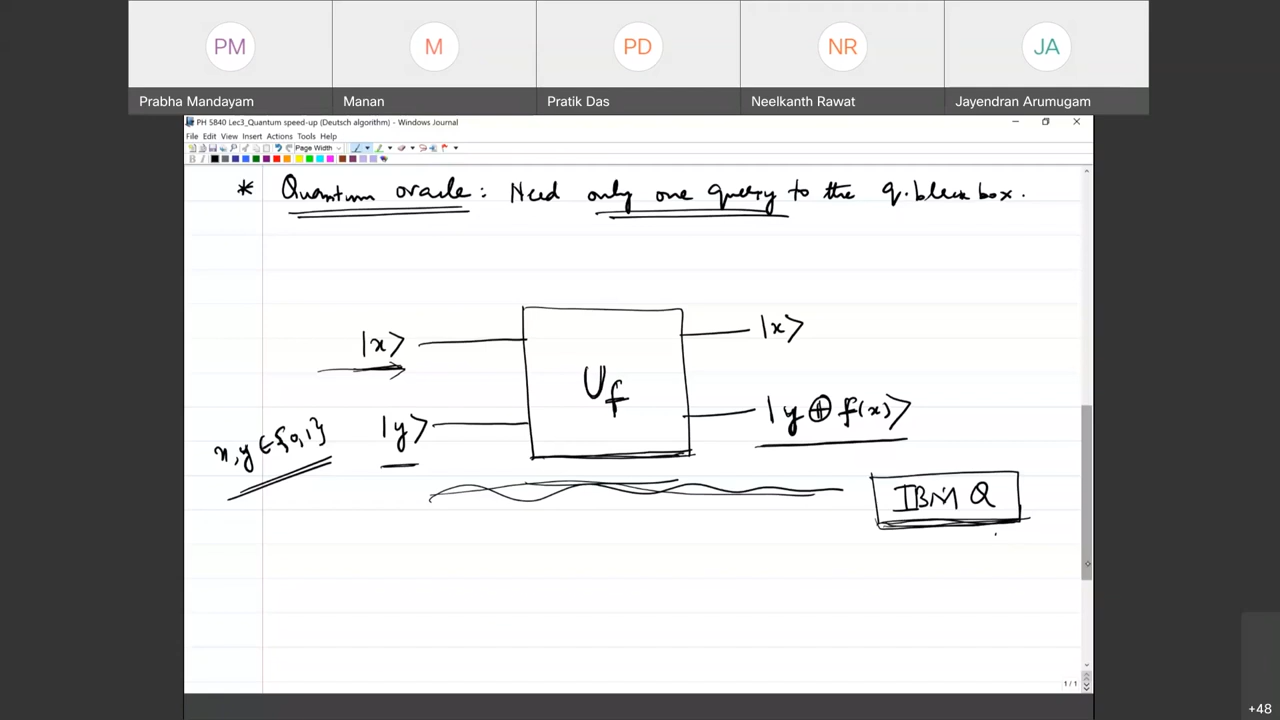 PM M PD NR JA
Prabha Mandayam Manan Pratik Das Neelkanth Rawat Jayendran Arumugam
PH 5840 Lec3_Quantum speed-up (Deutsch algorithm) - Windows Journal
File Edit View Insert Actions Tools Help
Page Width
* Quantum oracle : Need only one query to the q. black box.
|x> |x>
U_f
|y> |y ⊕ f(x)>
x, y ∈ {0,1}
IBM Q
1 / 1
+48